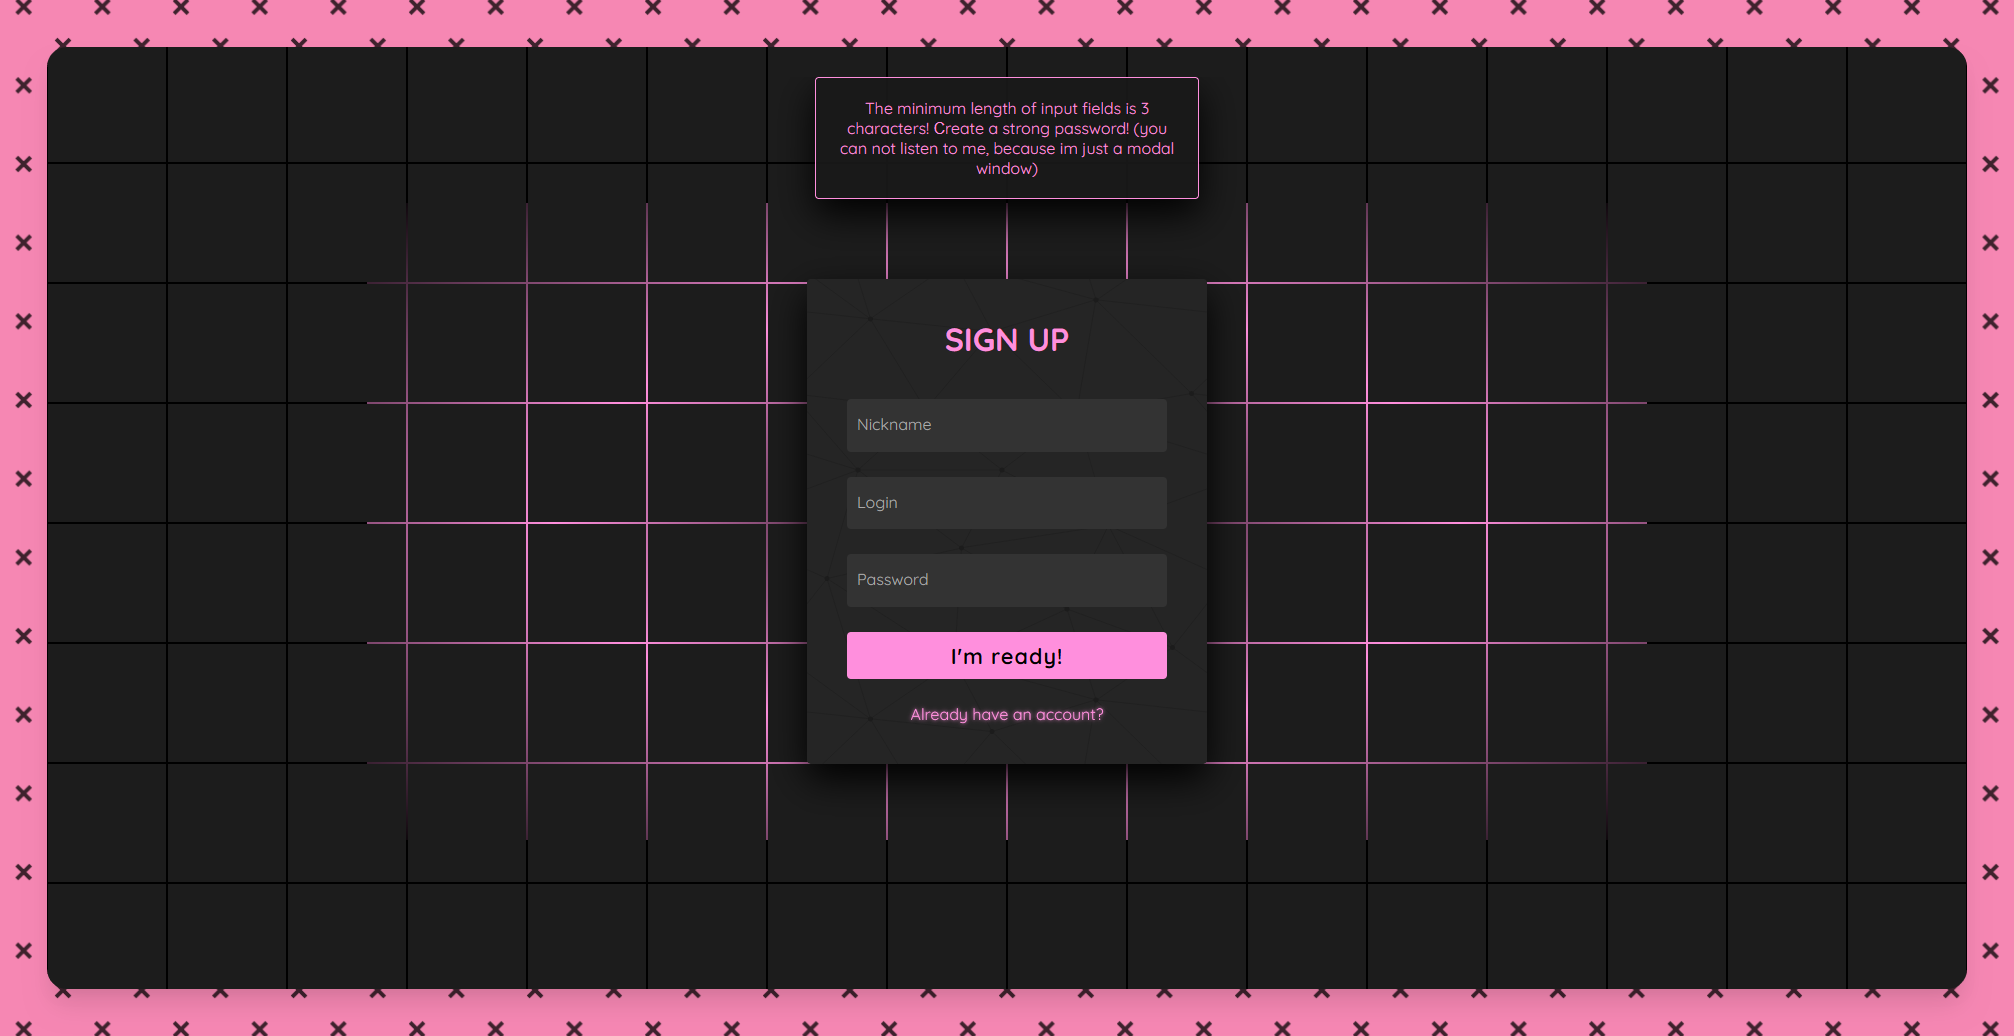 The minimum length of input fields is 3
characters! Create a strong password! (you
can not listen to me, because im just a modal
window)
SIGN UP
Nickname
Login
Password
I'm ready!
Already have an account?